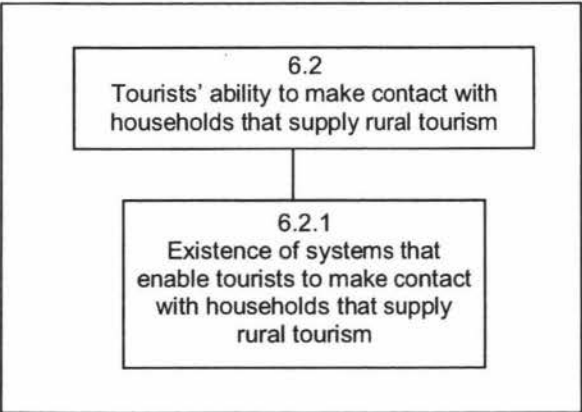 6.2
Tourists' ability to make contact with
households that supply rural tourism
6.2.1
Existence of systems that
enable tourists to make contact
with households that supply
rural tourism